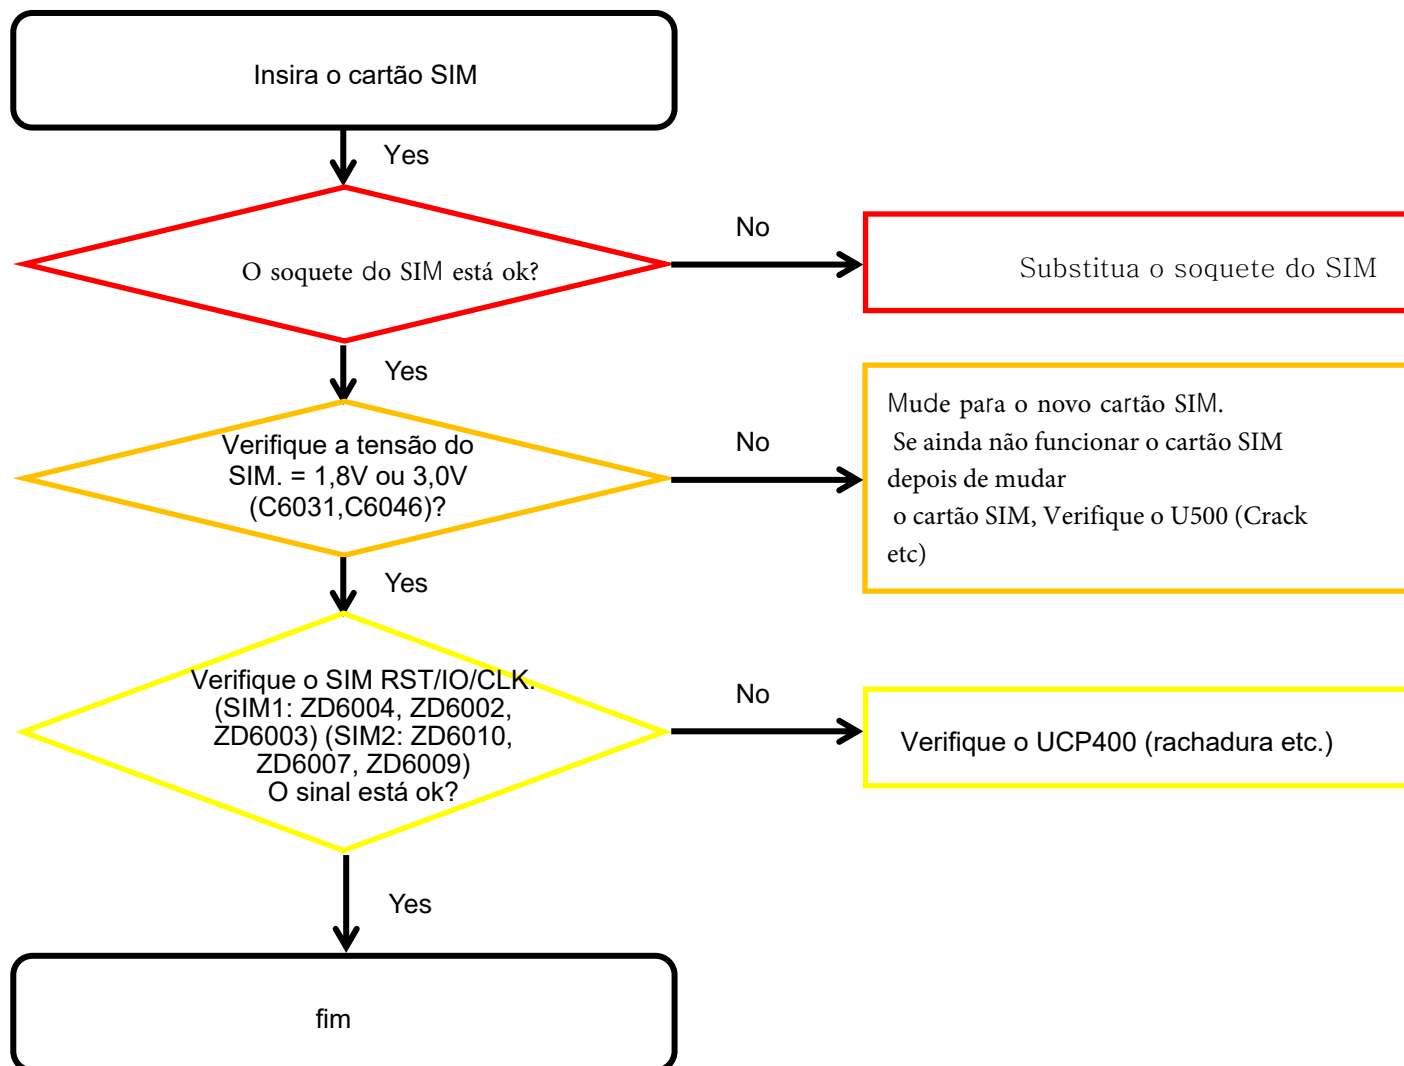 Insira o cartão SIM
Yes
O soquete do SIM está ok?
No
Substitua o soquete do SIM
Yes
Verifique a tensão do
SIM. = 1,8V ou 3,0V
(C6031,C6046)?
No
Mude para o novo cartão SIM.
Se ainda não funcionar o cartão SIM
depois de mudar
o cartão SIM, Verifique o U500 (Crack
etc)
Yes
Verifique o SIM RST/IO/CLK.
(SIM1: ZD6004, ZD6002,
ZD6003) (SIM2: ZD6010,
ZD6007, ZD6009)
O sinal está ok?
No
Verifique o UCP400 (rachadura etc.)
Yes
fim